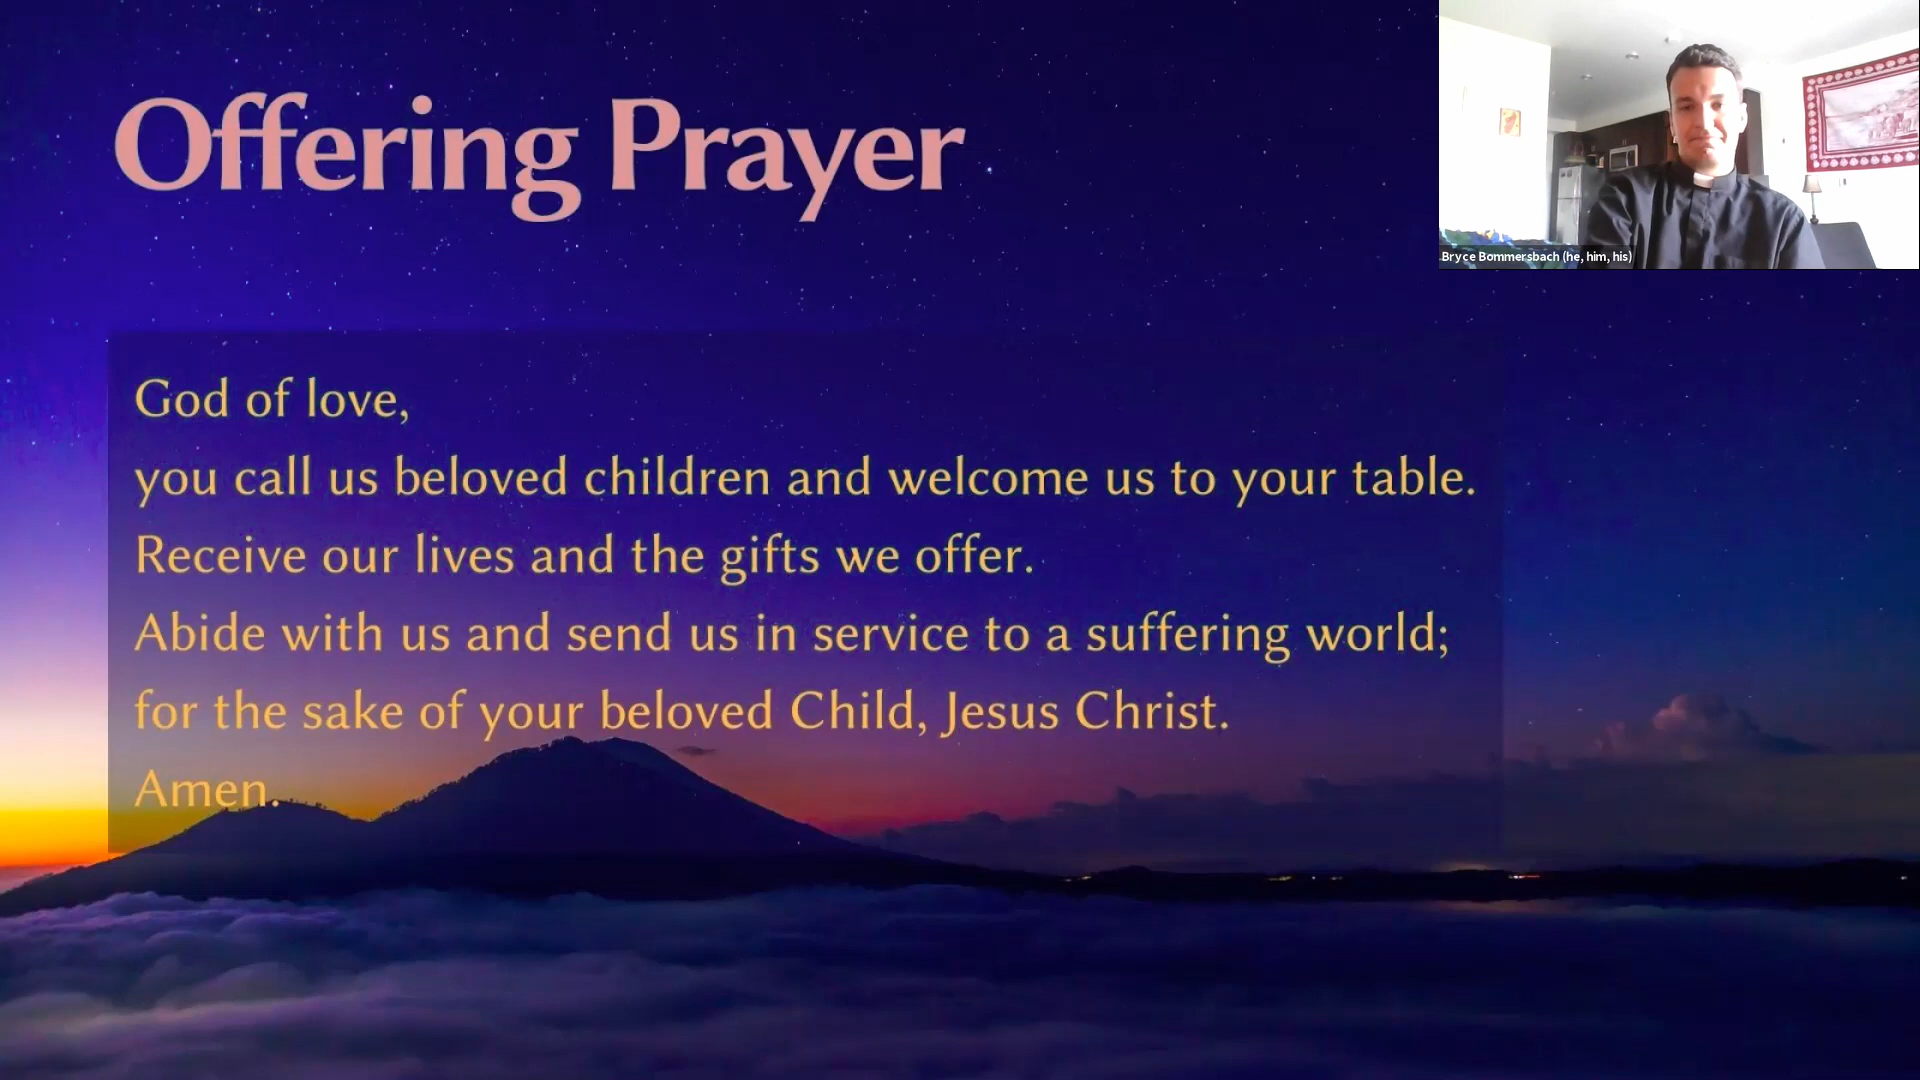 Offering Prayer
Bryce Bommersbach (he, him, his)
God of love,
you call us beloved children and welcome us to your table.
Receive our lives and the gifts we offer.
Abide with us and send us in service to a suffering world;
for the sake of your beloved Child, Jesus Christ.
Amen.